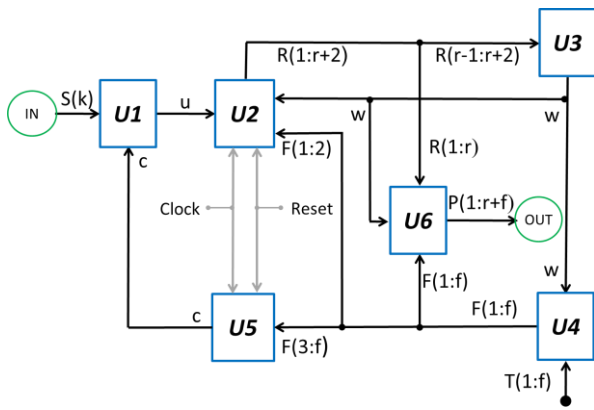 R(1:r+2)
R(r-1:r+2)
U3
IN
S(k)
U1
u
U2
w
w
c
F(1:2)
R(1:r)
Clock
Reset
U6
P(1:r+f)
OUT
w
F(1:f)
F(1:f)
c
U5
F(3:f)
U4
T(1:f)